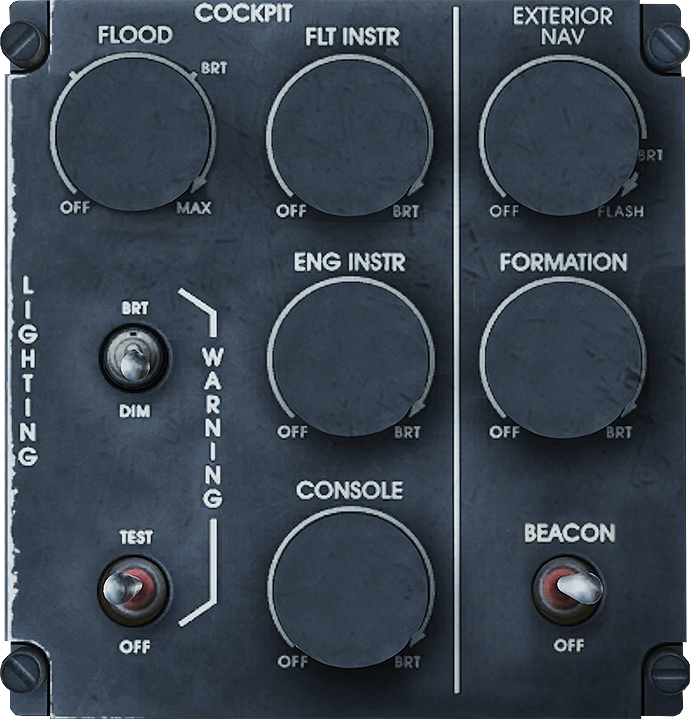 COCKPIT
EXTERIOR
NAV
FLOOD
FLT INSTR
BRT
BRT
OFF
MAX
OFF
BRT
OFF
FLASH
ENG INSTR
FORMATION
LIGHTING
BRT
DIM
WARNING
OFF
BRT
OFF
BRT
CONSOLE
TEST
OFF
BEACON
OFF
BRT
OFF